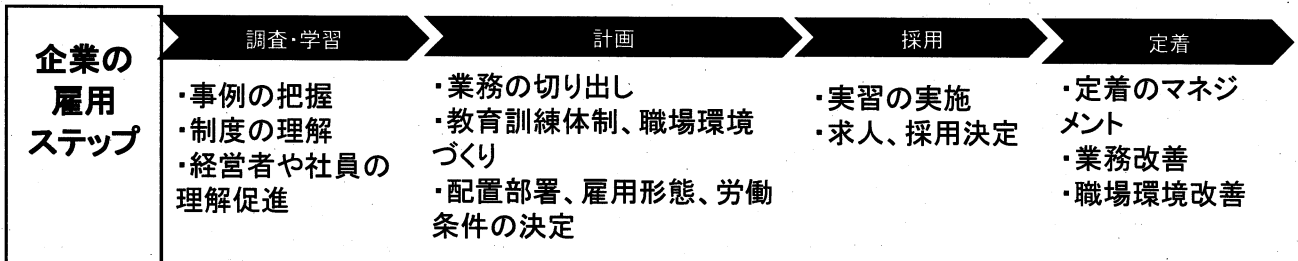 企業の
雇用
ステップ
調査・学習
・事例の把握
・制度の理解
・経営者や社員の
理解促進
計画
・業務の切り出し
・教育訓練体制、職場環境
づくり
・配置部署、雇用形態、労働
条件の決定
採用
・実習の実施
・求人、採用決定
定着
・定着のマネジ
メント
・業務改善
・職場環境改善